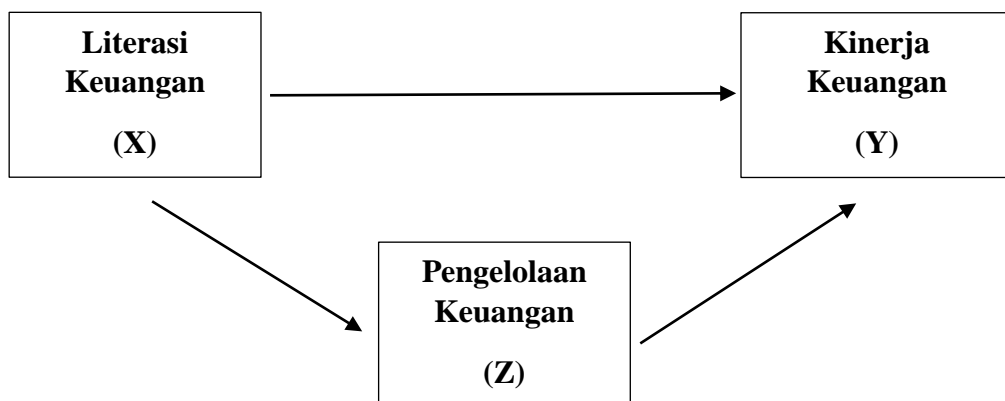 Literasi
Keuangan
(X)
Kinerja
Keuangan
(Y)
Pengelolaan
Keuangan
(Z)